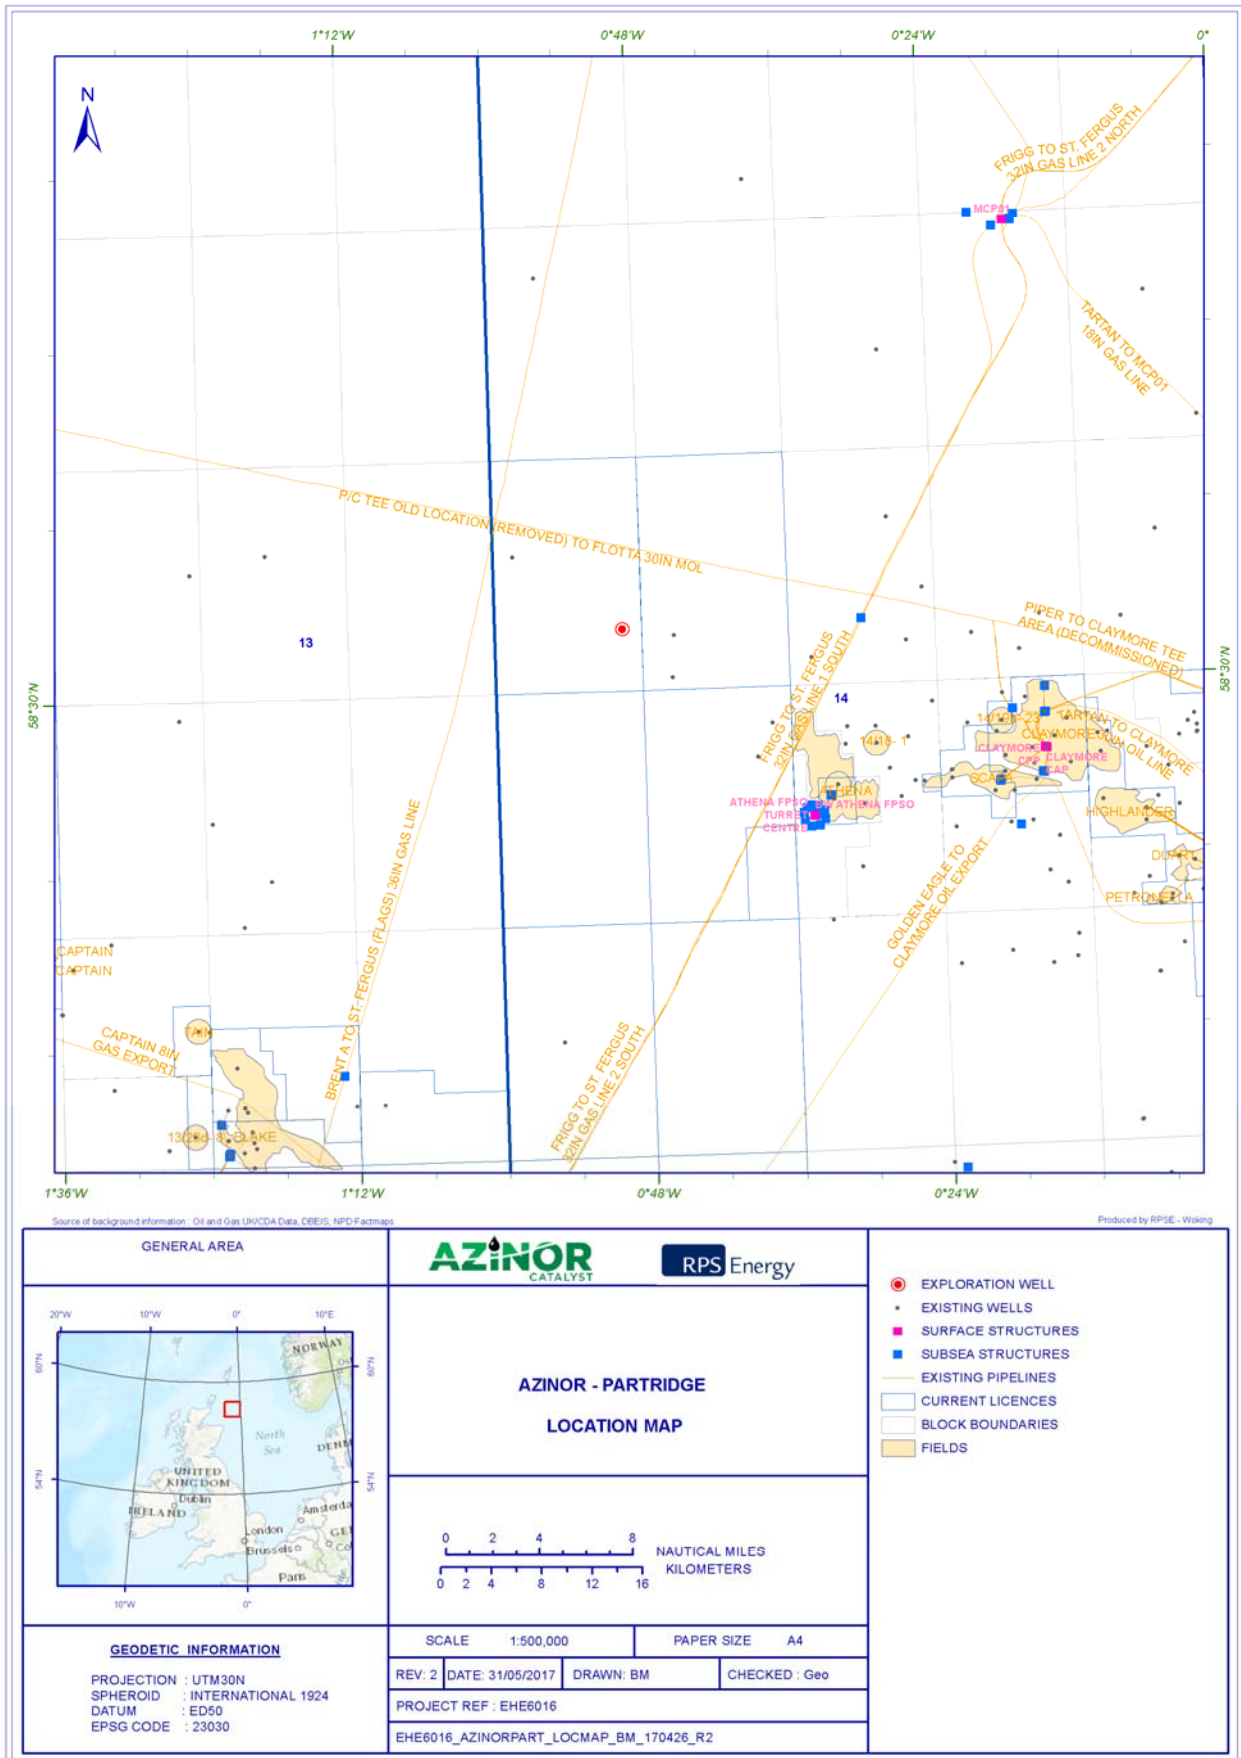 1°12'W
0°48'W
0°24'W
0°
N
FRIGG TO ST. FERGUS
32IN GAS LINE 2 NORTH
MCP01
TARTAN TO MCP01
18IN GAS LINE
P/C TEE OLD LOCATION (REMOVED) TO FLOTTA 30IN MOL
PIPER TO CLAYMORE TEE
AREA (DECOMMISSIONED)
13
14
58°30'N
58°30'N
FRIGG TO ST. FERGUS
32IN GAS LINE 1 SOUTH
14/18- 1
TARTAN TO CLAYMORE
OIL LINE
CLAYMORE
CLAYMORE
CLAYMORE
CAP
SCAPA
ATHENA
ATHENA FPSO
TURRET
CENTRE
ATHENA FPSO
HIGHLANDER
DUART
PETRONELLA
GOLDEN EAGLE TO
CLAYMORE OIL EXPORT
BRENT A TO ST. FERGUS (FLAGS) 36IN GAS LINE
CAPTAIN
CAPTAIN
CAPTAIN 8IN
GAS EXPORT
TAIN
BLAKE
FRIGG TO ST. FERGUS
32IN GAS LINE 2 SOUTH
1°36'W
1°12'W
0°48'W
0°24'W
Source of background information : Oil and Gas UK/CDA Data, DBEIS, NPD Factmaps
Produced by RPSE - Woking
GENERAL AREA
20°W
10°W
0°
10°E
60°N
60°N
54°N
54°N
NORWAY
North
Sea
UNITED
KINGDOM
Dublin
IRELAND
Amsterda
London
Brussels
Paris
10°W
0°
GEODETIC INFORMATION
PROJECTION : UTM30N
SPHEROID : INTERNATIONAL 1924
DATUM : ED50
EPSG CODE : 23030
AZINOR
CATALYST
RPS Energy
AZINOR - PARTRIDGE
LOCATION MAP
0 2 4 8
NAUTICAL MILES
KILOMETERS
0 2 4 8 12 16
SCALE 1:500,000
PAPER SIZE A4
REV: 2
DATE: 31/05/2017
DRAWN: BM
CHECKED : Geo
PROJECT REF : EHE6016
EHE6016_AZINORPART_LOCMAP_BM_170426_R2
EXPLORATION WELL
EXISTING WELLS
SURFACE STRUCTURES
SUBSEA STRUCTURES
EXISTING PIPELINES
CURRENT LICENCES
BLOCK BOUNDARIES
FIELDS